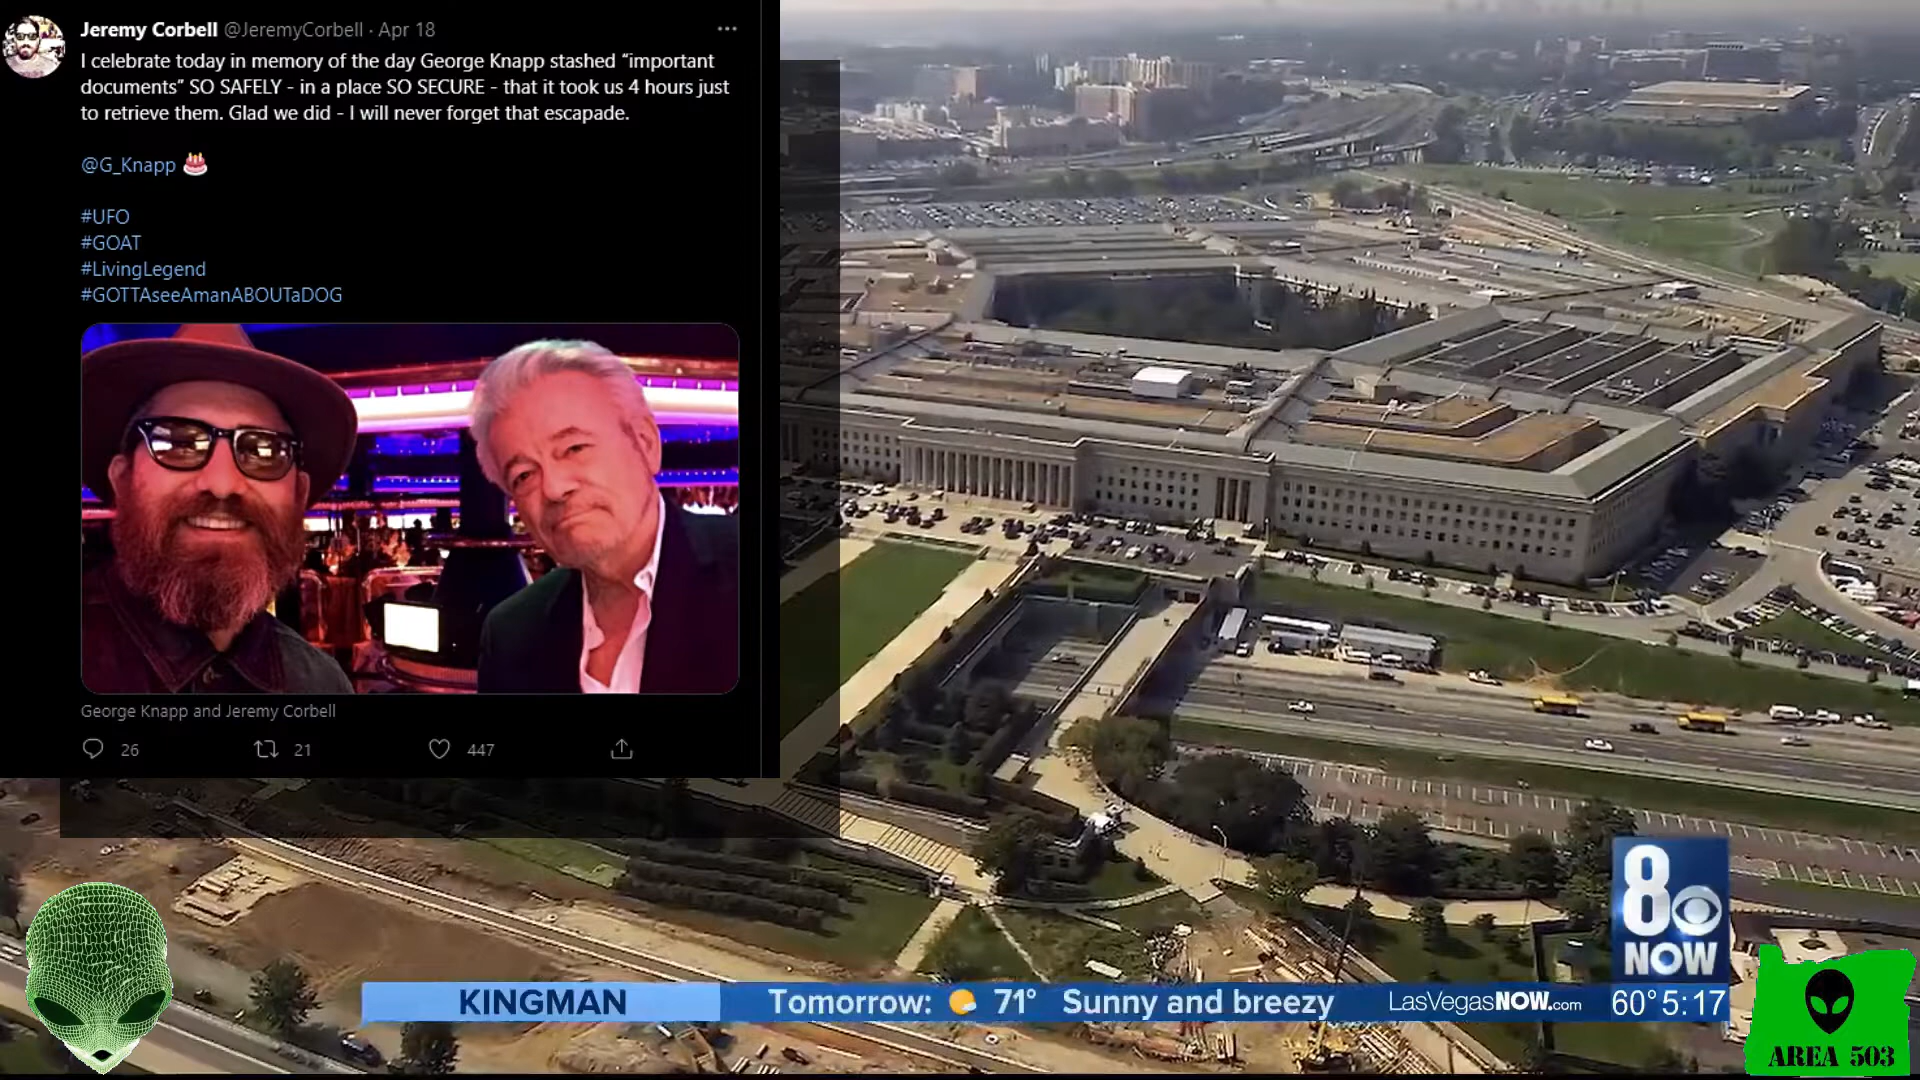 Jeremy Corbell @JeremyCorbell · Apr 18
I celebrate today in memory of the day George Knapp stashed “important
documents” SO SAFELY - in a place SO SECURE - that it took us 4 hours just
to retrieve them. Glad we did - I will never forget that escapade.
@G_Knapp 🎂
#UFO
#GOAT
#LivingLegend
#GOTTAseeAmanABOUTaDOG
George Knapp and Jeremy Corbell
26 21 447
8
NOW
KINGMAN Tomorrow: 71° Sunny and breezy LasVegasNOW.com 60° 5:17
AREA 503